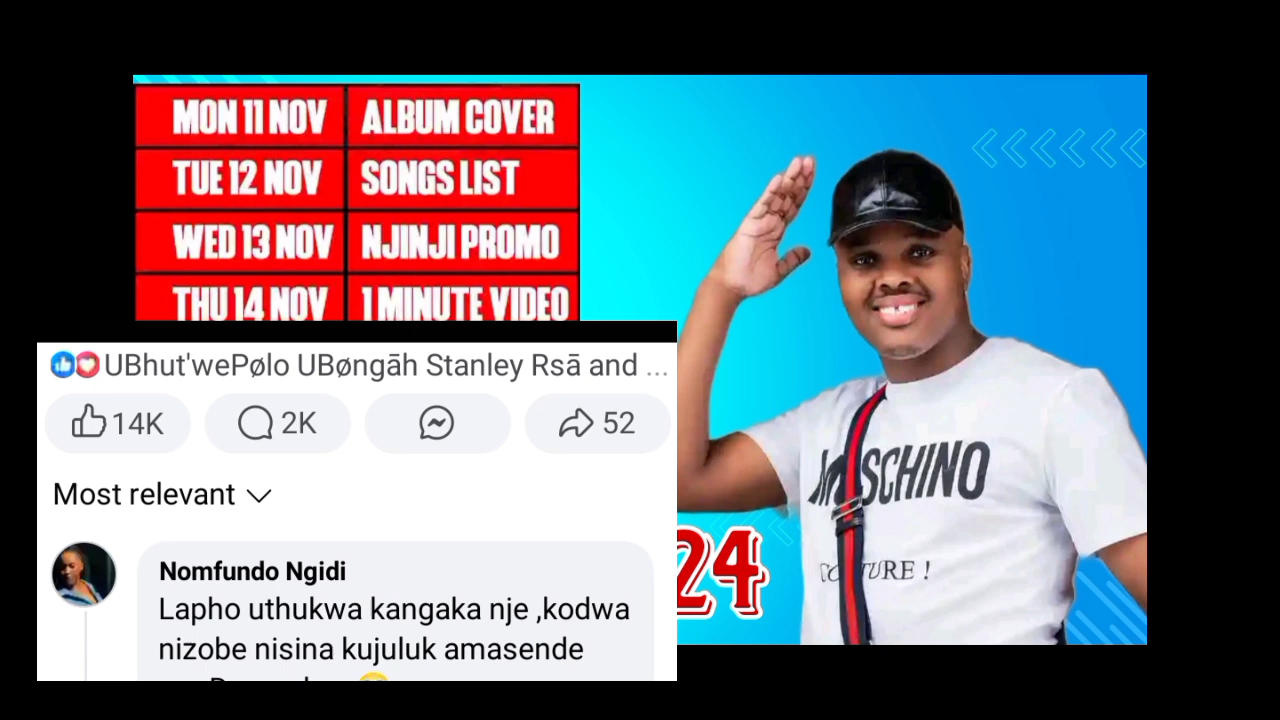 MON 11 NOV ALBUM COVER
TUE 12 NOV SONGS LIST
WED 13 NOV NJINJI PROMO
THU 14 NOV 1 MINUTE VIDEO
UBhut'wePølo UBøngāh Stanley Rsā and ...
14K 2K 52
Most relevant
Nomfundo Ngidi
Lapho uthukwa kangaka nje ,kodwa
nizobe nisina kujuluk amasende
SCHINO
TURE !
24